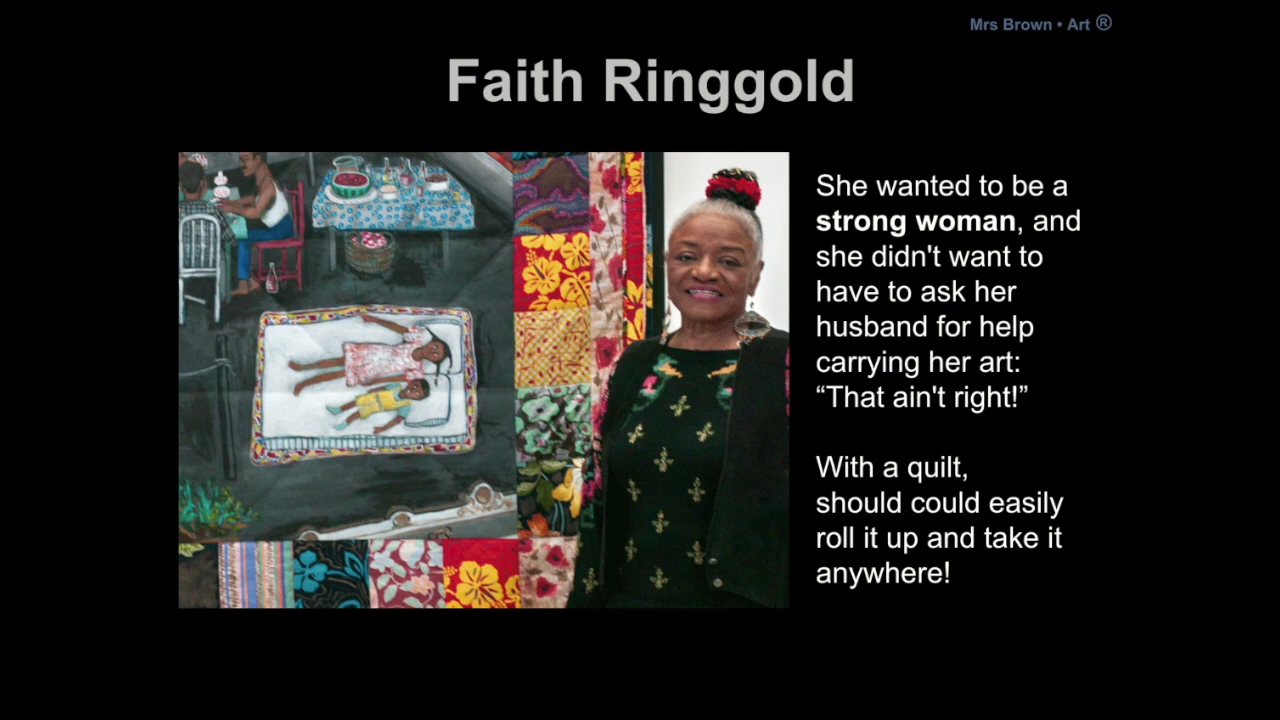 Mrs Brown • Art ®
Faith Ringgold
She wanted to be a
strong woman, and
she didn't want to
have to ask her
husband for help
carrying her art:
“That ain't right!”
With a quilt,
should could easily
roll it up and take it
anywhere!